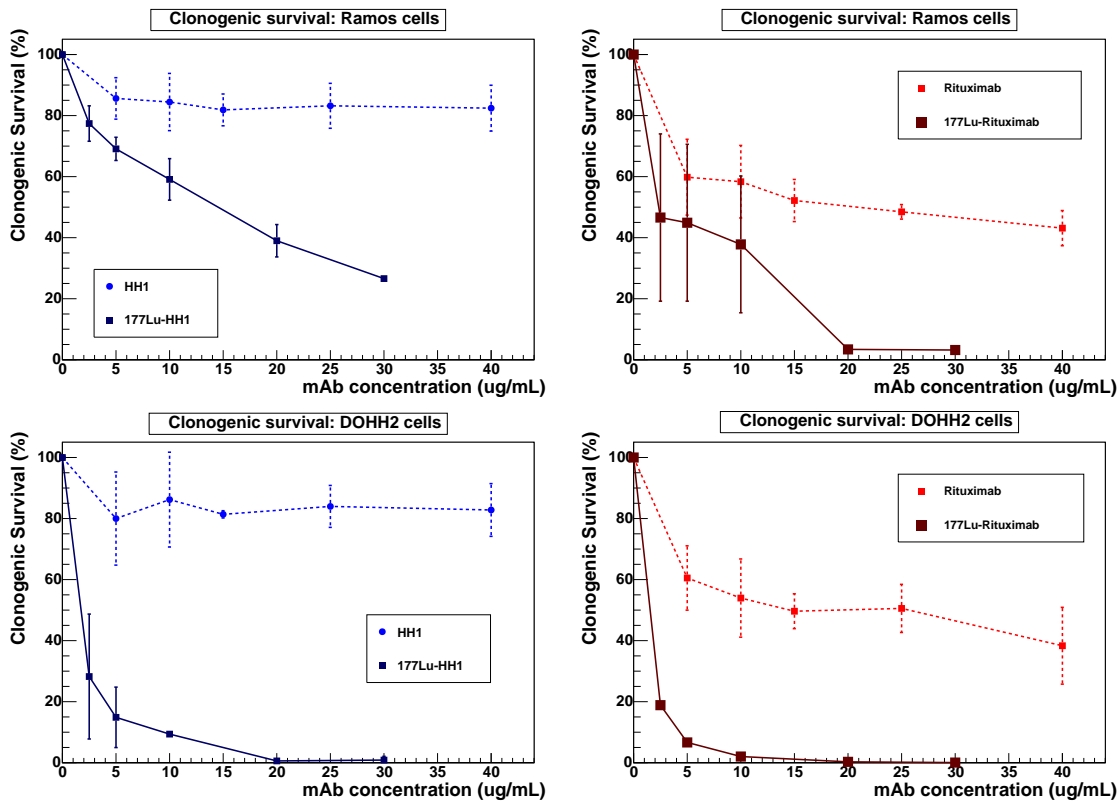 Clonogenic survival: Ramos cells
Clonogenic Survival (%)
100
80
60
40
20
0
HH1
177Lu-HH1
0 5 10 15 20 25 30 35 40
mAb concentration (ug/mL)
Clonogenic survival: Ramos cells
Clonogenic Survival (%)
100
80
60
40
20
0
Rituximab
177Lu-Rituximab
0 5 10 15 20 25 30 35 40
mAb concentration (ug/mL)
Clonogenic survival: DOHH2 cells
Clonogenic Survival (%)
100
80
60
40
20
0
HH1
177Lu-HH1
0 5 10 15 20 25 30 35 40
mAb concentration (ug/mL)
Clonogenic survival: DOHH2 cells
Clonogenic Survival (%)
100
80
60
40
20
0
Rituximab
177Lu-Rituximab
0 5 10 15 20 25 30 35 40
mAb concentration (ug/mL)